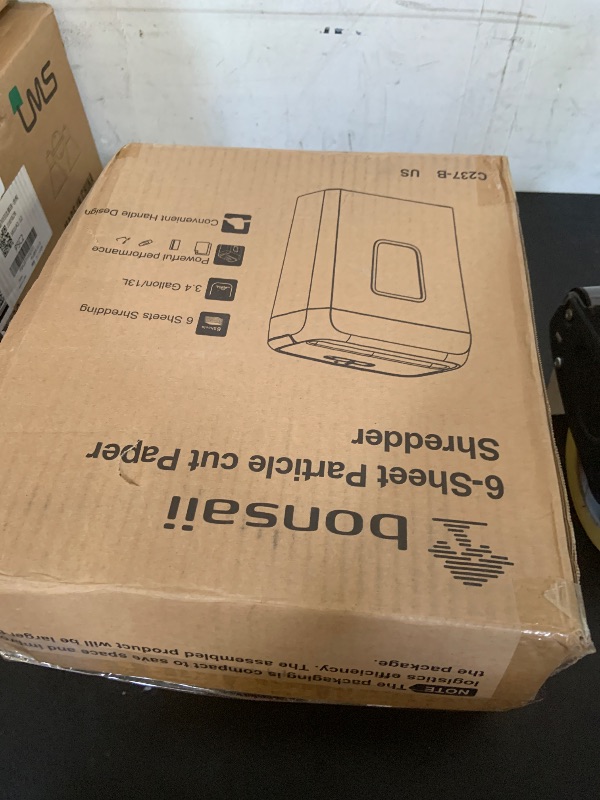 bonsaii
6-Sheet Particle cut Paper
Shredder
6 Sheets Shredding
3.4 Gallon/13L
Powerful performance
Convenient Handle Design
C237-B US
NOTE The packaging is compact to save space and
logistics efficiency. The assembled product will be larger
the package.